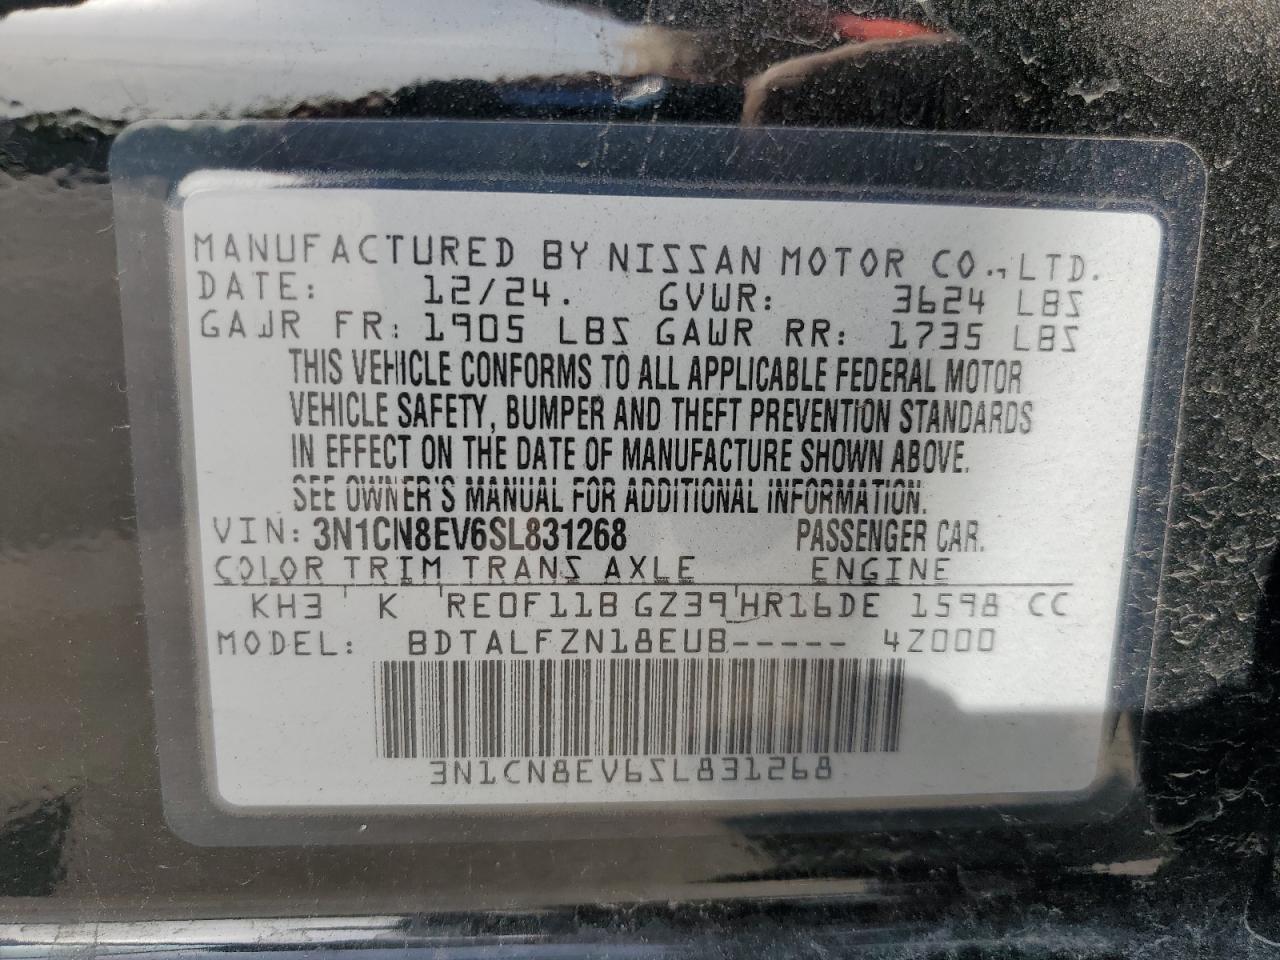 MANUFACTURED BY NISSAN MOTOR CO., LTD.
DATE: 12/24. GVWR: 3624 LBS
GAWR FR: 1905 LBS GAWR RR: 1735 LBS
THIS VEHICLE CONFORMS TO ALL APPLICABLE FEDERAL MOTOR
VEHICLE SAFETY, BUMPER AND THEFT PREVENTION STANDARDS
IN EFFECT ON THE DATE OF MANUFACTURE SHOWN ABOVE.
SEE OWNER'S MANUAL FOR ADDITIONAL INFORMATION.
VIN: 3N1CN8EV6SL831268 PASSENGER CAR.
COLOR TRIM TRANS AXLE ENGINE
KH3 ' K ' RE0F11B GZ39 ' HR16DE 1598 CC
MODEL: BDTALFZN18EUB----- 4Z000
3N1CN8EV6SL831268